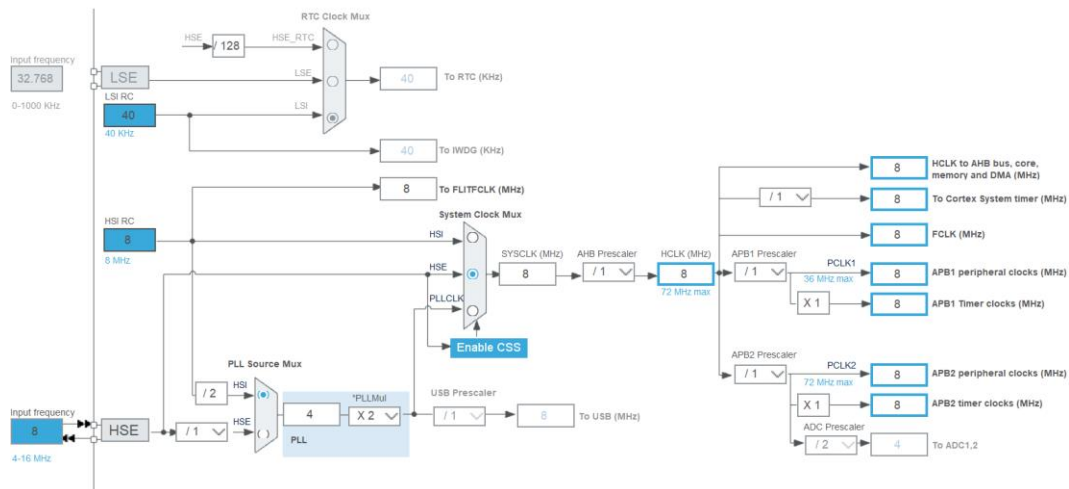 RTC Clock Mux
HSE
/ 128
HSE_RTC
Input frequency
32.768
0-1000 KHz
LSE
LSE
40
To RTC (KHz)
LSI RC
40
40 KHz
LSI
40
To IWDG (KHz)
8
To FLITFCLK (MHz)
HSI RC
8
8 MHz
System Clock Mux
HSI
HSE
PLLCLK
SYSCLK (MHz)
8
AHB Prescaler
/ 1
HCLK (MHz)
8
72 MHz max
Enable CSS
8
HCLK to AHB bus, core,
memory and DMA (MHz)
/ 1
8
To Cortex System timer (MHz)
8
FCLK (MHz)
APB1 Prescaler
/ 1
PCLK1
36 MHz max
8
APB1 peripheral clocks (MHz)
X 1
8
APB1 Timer clocks (MHz)
APB2 Prescaler
/ 1
PCLK2
72 MHz max
8
APB2 peripheral clocks (MHz)
X 1
8
APB2 timer clocks (MHz)
ADC Prescaler
/ 2
4
To ADC1,2
PLL Source Mux
/ 2
HSI
HSE
4
*PLLMul
X 2
PLL
USB Prescaler
/ 1
8
To USB (MHz)
Input frequency
8
4-16 MHz
HSE
/ 1